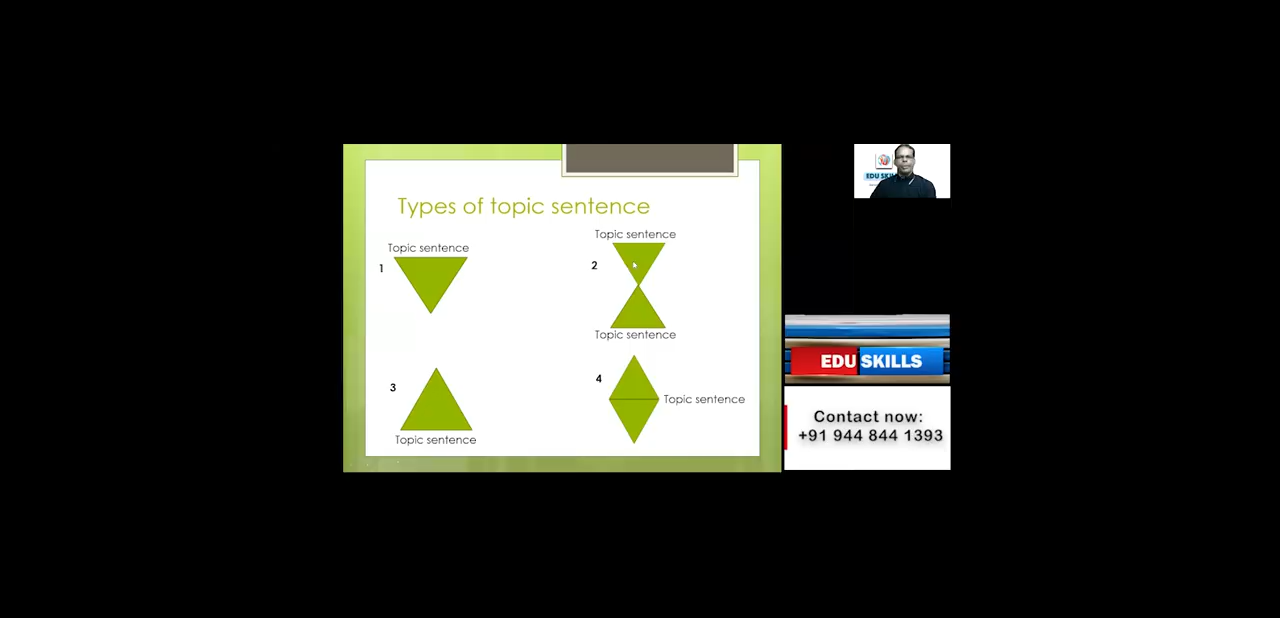 Types of topic sentence
Topic sentence
1
Topic sentence
2
Topic sentence
3
Topic sentence
4
Topic sentence
EDU SKILLS
Contact now:
+91 944 844 1393